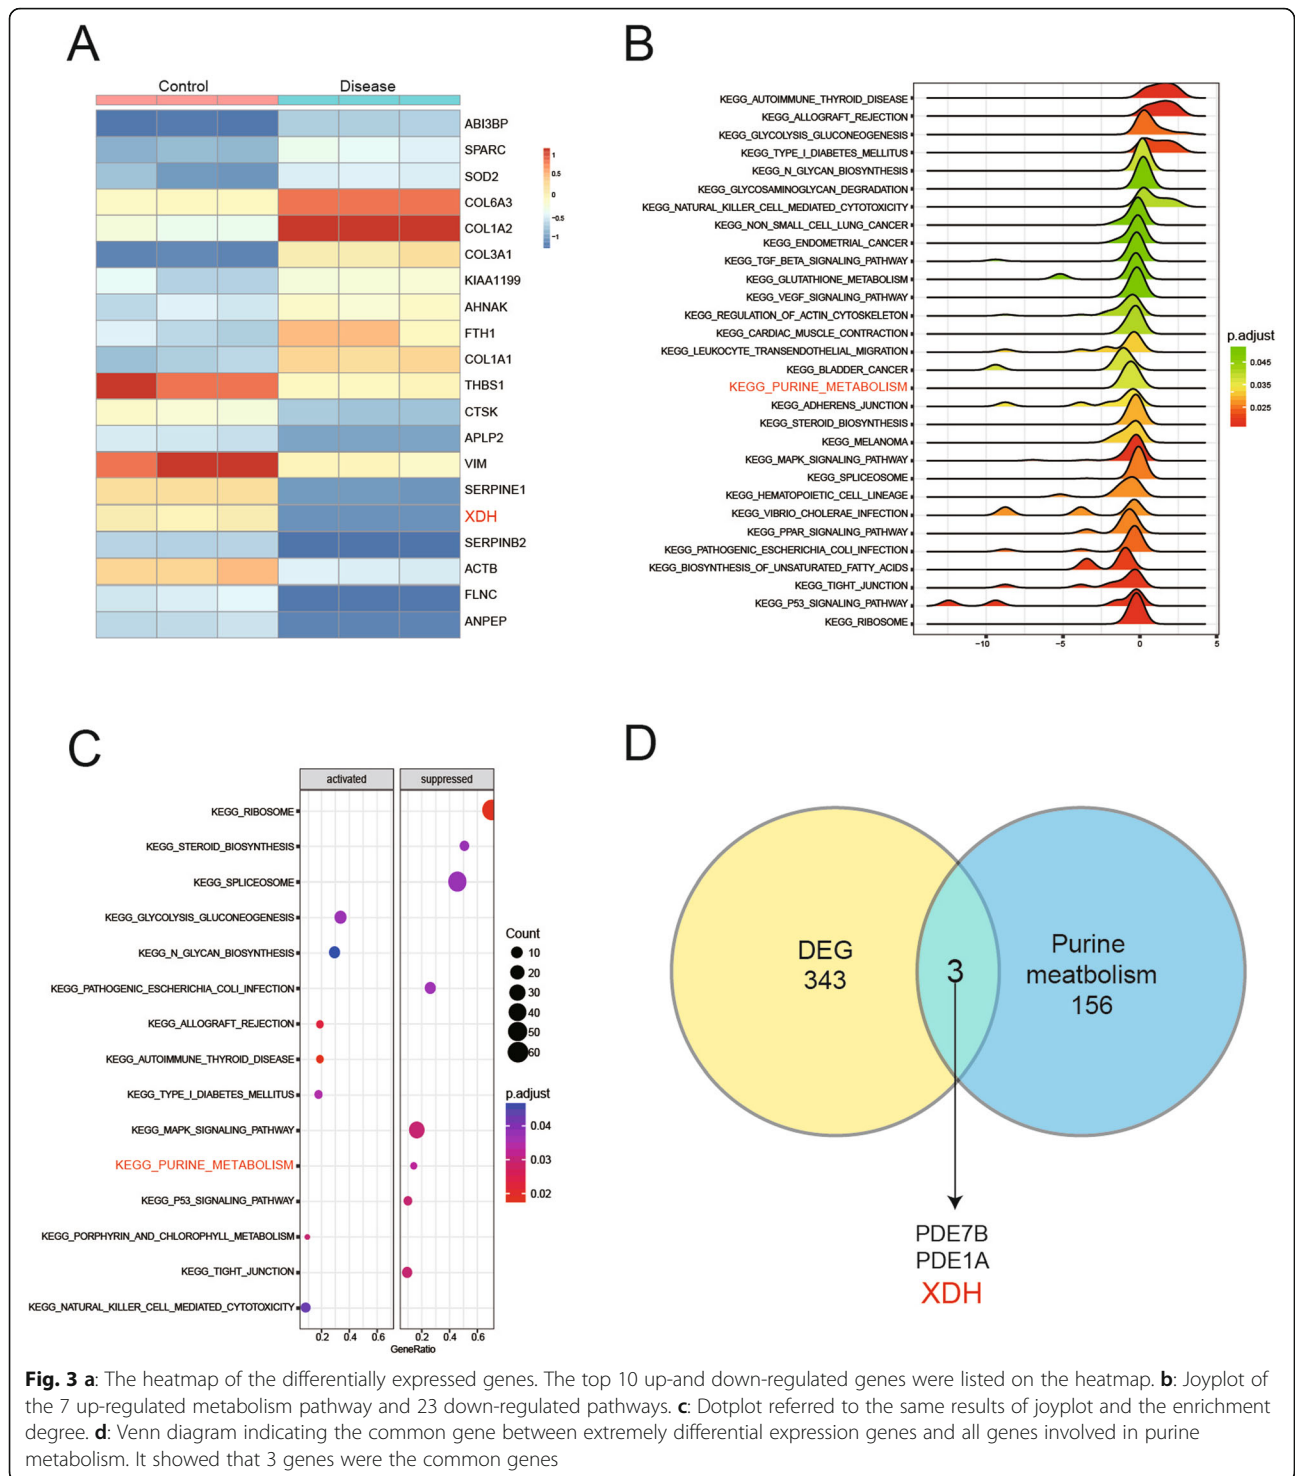 A
Control Disease
ABI3BP
SPARC
SOD2
COL6A3
COL1A2
COL3A1
KIAA1199
AHNAK
FTH1
COL1A1
THBS1
CTSK
APLP2
VIM
SERPINE1
XDH
SERPINB2
ACTB
FLNC
ANPEP
1
0.5
0
−0.5
−1
B
KEGG_AUTOIMMUNE_THYROID_DISEASE
KEGG_ALLOGRAFT_REJECTION
KEGG_GLYCOLYSIS_GLUCONEOGENESIS
KEGG_TYPE_I_DIABETES_MELLITUS
KEGG_N_GLYCAN_BIOSYNTHESIS
KEGG_GLYCOSAMINOGLYCAN_DEGRADATION
KEGG_NATURAL_KILLER_CELL_MEDIATED_CYTOTOXICITY
KEGG_NON_SMALL_CELL_LUNG_CANCER
KEGG_ENDOMETRIAL_CANCER
KEGG_TGF_BETA_SIGNALING_PATHWAY
KEGG_GLUTATHIONE_METABOLISM
KEGG_VEGF_SIGNALING_PATHWAY
KEGG_REGULATION_OF_ACTIN_CYTOSKELETON
KEGG_CARDIAC_MUSCLE_CONTRACTION
KEGG_LEUKOCYTE_TRANSENDOTHELIAL_MIGRATION
KEGG_BLADDER_CANCER
KEGG_PURINE_METABOLISM
KEGG_ADHERENS_JUNCTION
KEGG_STEROID_BIOSYNTHESIS
KEGG_MELANOMA
KEGG_MAPK_SIGNALING_PATHWAY
KEGG_SPLICEOSOME
KEGG_HEMATOPOIETIC_CELL_LINEAGE
KEGG_VIBRIO_CHOLERAE_INFECTION
KEGG_PPAR_SIGNALING_PATHWAY
KEGG_PATHOGENIC_ESCHERICHIA_COLI_INFECTION
KEGG_BIOSYNTHESIS_OF_UNSATURATED_FATTY_ACIDS
KEGG_TIGHT_JUNCTION
KEGG_P53_SIGNALING_PATHWAY
KEGG_RIBOSOME
−10 −5 0 5
p.adjust
0.045
0.035
0.025
C
activated suppressed
KEGG_RIBOSOME
KEGG_STEROID_BIOSYNTHESIS
KEGG_SPLICEOSOME
KEGG_GLYCOLYSIS_GLUCONEOGENESIS
KEGG_N_GLYCAN_BIOSYNTHESIS
KEGG_PATHOGENIC_ESCHERICHIA_COLI_INFECTION
KEGG_ALLOGRAFT_REJECTION
KEGG_AUTOIMMUNE_THYROID_DISEASE
KEGG_TYPE_I_DIABETES_MELLITUS
KEGG_MAPK_SIGNALING_PATHWAY
KEGG_PURINE_METABOLISM
KEGG_P53_SIGNALING_PATHWAY
KEGG_PORPHYRIN_AND_CHLOROPHYLL_METABOLISM
KEGG_TIGHT_JUNCTION
KEGG_NATURAL_KILLER_CELL_MEDIATED_CYTOTOXICITY
0.2 0.4 0.6 0.2 0.4 0.6
GeneRatio
Count
10
20
30
40
50
60
p.adjust
0.04
0.03
0.02
D
DEG
343
3
Purine
meatbolism
156
PDE7B
PDE1A
XDH
Fig. 3 a: The heatmap of the differentially expressed genes. The top 10 up-and down-regulated genes were listed on the heatmap. b: Joyplot of
the 7 up-regulated metabolism pathway and 23 down-regulated pathways. c: Dotplot referred to the same results of joyplot and the enrichment
degree. d: Venn diagram indicating the common gene between extremely differential expression genes and all genes involved in purine
metabolism. It showed that 3 genes were the common genes